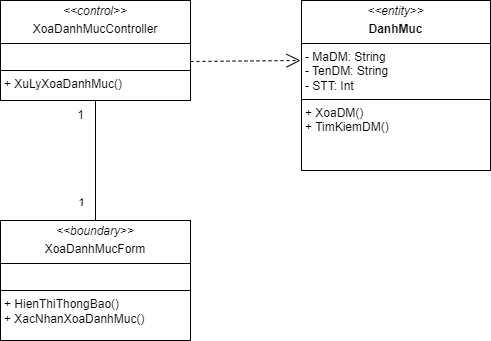 <<control>>
XoaDanhMucController
+ XuLyXoaDanhMuc()
<<entity>>
DanhMuc
- MaDM: String
- TenDM: String
- STT: Int
+ XoaDM()
+ TimKiemDM()
1
1
<<boundary>>
XoaDanhMucForm
+ HienThiThongBao()
+ XacNhanXoaDanhMuc()